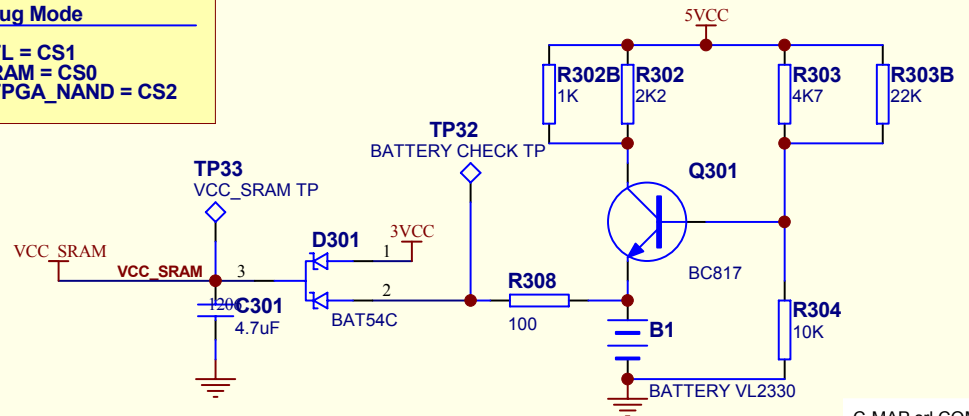 ug Mode
L = CS1
RAM = CS0
PGA_NAND = CS2
5VCC
R302B
1K
R302
2K2
R303
4K7
R303B
22K
TP32
BATTERY CHECK TP
TP33
VCC_SRAM TP
Q301
BC817
D301
1
3VCC
VCC_SRAM
VCC_SRAM
3
2
BAT54C
R308
100
1206
C301
4.7uF
B1
BATTERY VL2330
R304
10K